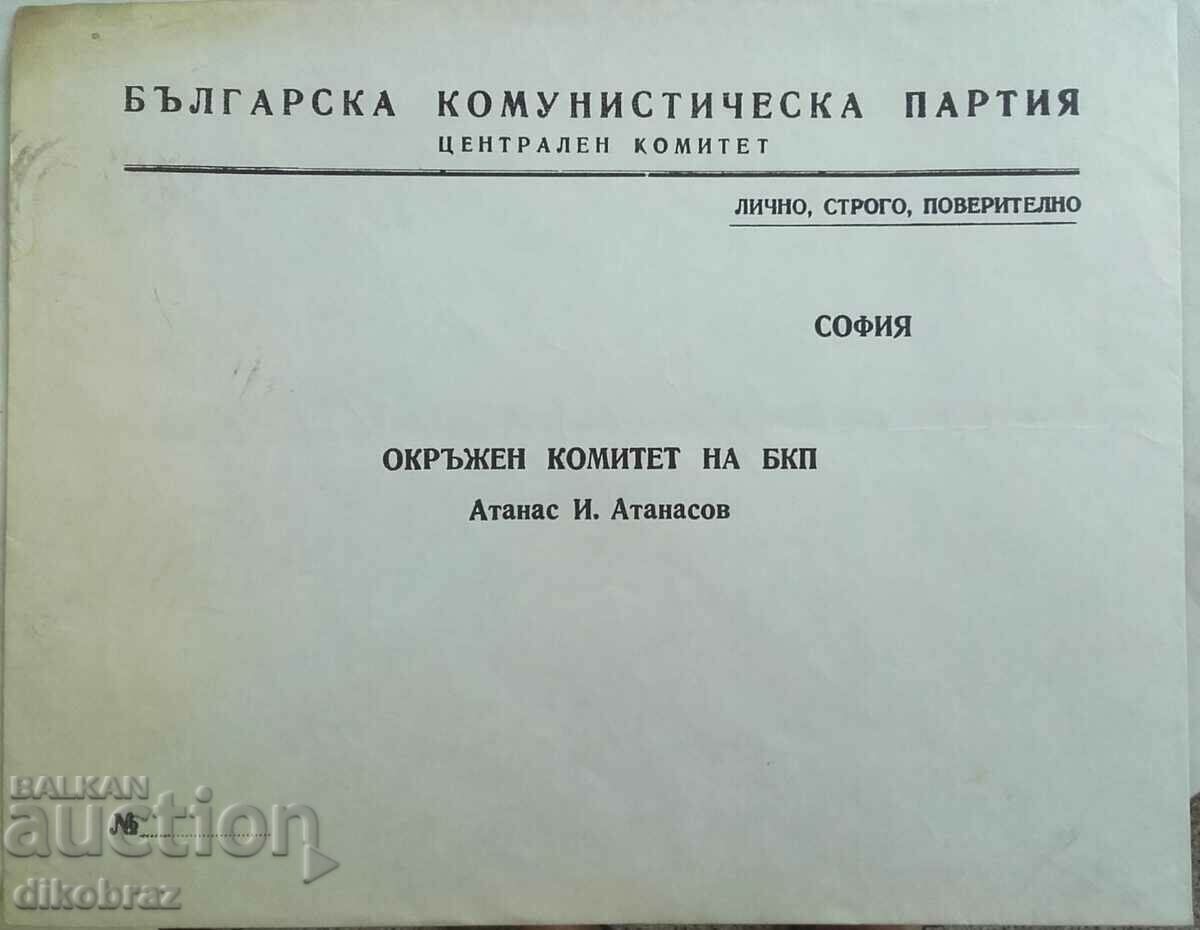 БЪЛГАРСКА КОМУНИСТИЧЕСКА ПАРТИЯ
ЦЕНТРАЛЕН КОМИТЕТ
ЛИЧНО, СТРОГО, ПОВЕРИТЕЛНО
СОФИЯ
ОКРЪЖЕН КОМИТЕТ НА БКП
Атанас И. Атанасов
№
BALKAN
auction
dikobraz